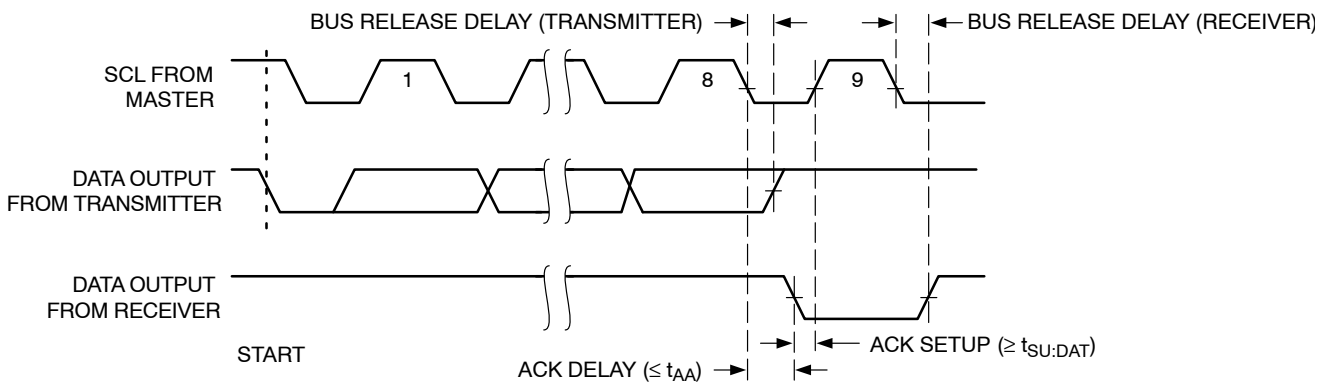 BUS RELEASE DELAY (TRANSMITTER)
BUS RELEASE DELAY (RECEIVER)
SCL FROM
MASTER
1
8
9
DATA OUTPUT
FROM TRANSMITTER
DATA OUTPUT
FROM RECEIVER
START
ACK SETUP (≥ tSU:DAT)
ACK DELAY (≤ tAA)